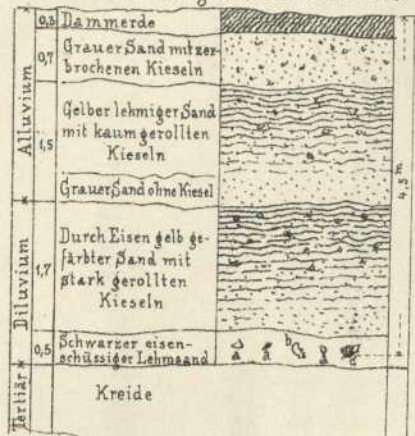 0,3 Dammerde
0,7 Grauer Sand mit zer-
brochenen Kieseln
Alluvium
1,5 Gelber lehmiger Sand
mit kaum gerollten
Kieseln
Grauer Sand ohne Kiesel
4,5 m
Diluvium
1,7 Durch Eisen gelb ge-
färbter Sand mit
stark gerollten
Kieseln
0,5 Schwarzer eisen-
schüssiger Lehmsand
a a b a
Tertiär
Kreide